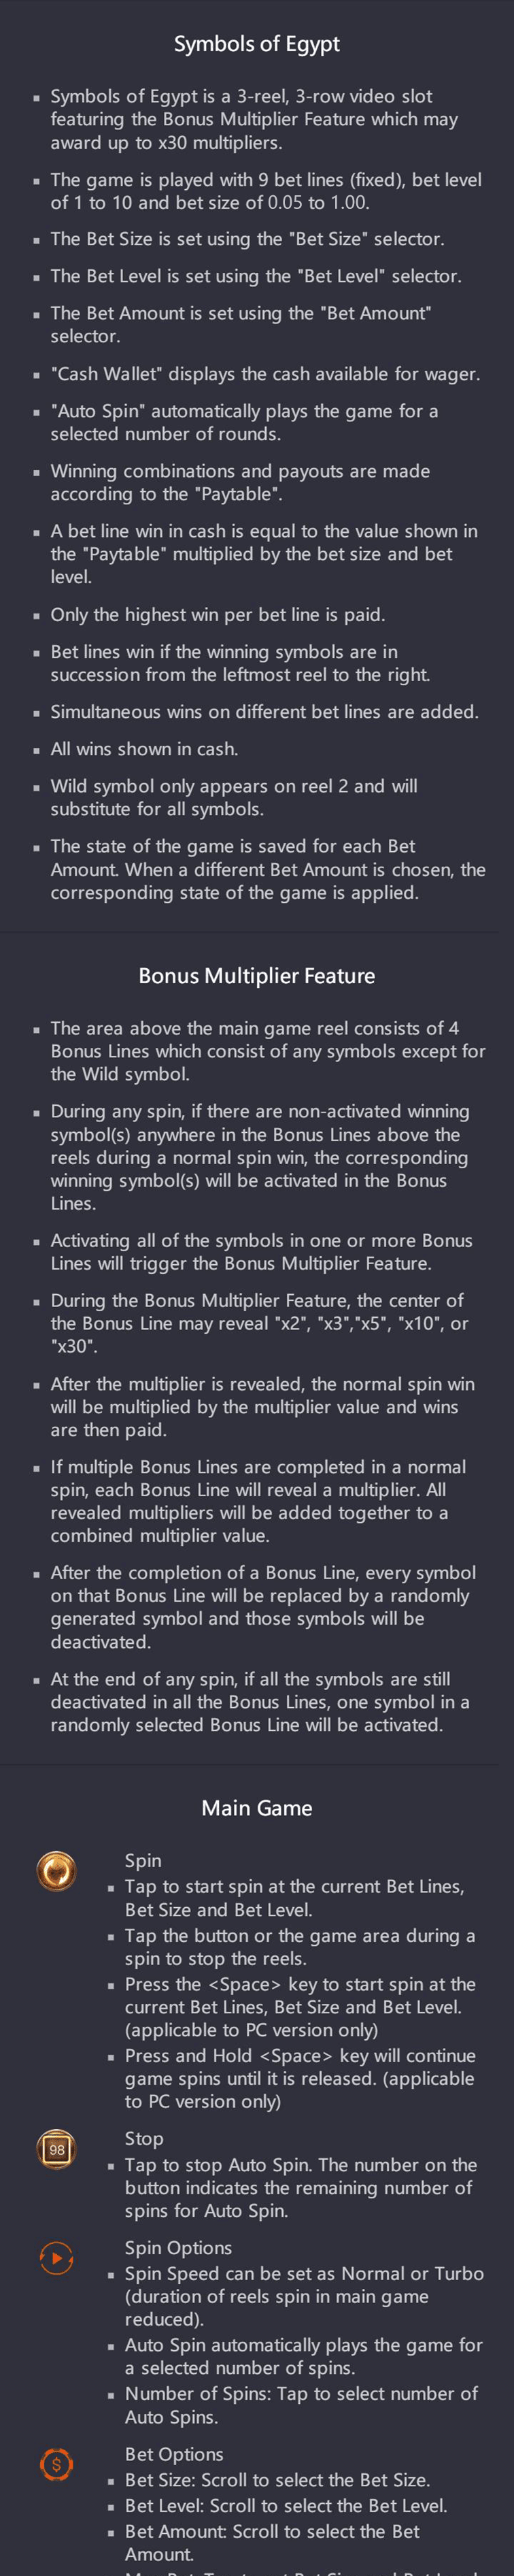 Symbols of Egypt
▪ Symbols of Egypt is a 3-reel, 3-row video slot
featuring the Bonus Multiplier Feature which may
award up to x30 multipliers.
▪ The game is played with 9 bet lines (fixed), bet level
of 1 to 10 and bet size of 0.05 to 1.00.
▪ The Bet Size is set using the "Bet Size" selector.
▪ The Bet Level is set using the "Bet Level" selector.
▪ The Bet Amount is set using the "Bet Amount"
selector.
▪ "Cash Wallet" displays the cash available for wager.
▪ "Auto Spin" automatically plays the game for a
selected number of rounds.
▪ Winning combinations and payouts are made
according to the "Paytable".
▪ A bet line win in cash is equal to the value shown in
the "Paytable" multiplied by the bet size and bet
level.
▪ Only the highest win per bet line is paid.
▪ Bet lines win if the winning symbols are in
succession from the leftmost reel to the right.
▪ Simultaneous wins on different bet lines are added.
▪ All wins shown in cash.
▪ Wild symbol only appears on reel 2 and will
substitute for all symbols.
▪ The state of the game is saved for each Bet
Amount. When a different Bet Amount is chosen, the
corresponding state of the game is applied.
Bonus Multiplier Feature
▪ The area above the main game reel consists of 4
Bonus Lines which consist of any symbols except for
the Wild symbol.
▪ During any spin, if there are non-activated winning
symbol(s) anywhere in the Bonus Lines above the
reels during a normal spin win, the corresponding
winning symbol(s) will be activated in the Bonus
Lines.
▪ Activating all of the symbols in one or more Bonus
Lines will trigger the Bonus Multiplier Feature.
▪ During the Bonus Multiplier Feature, the center of
the Bonus Line may reveal "x2", "x3","x5", "x10", or
"x30".
▪ After the multiplier is revealed, the normal spin win
will be multiplied by the multiplier value and wins
are then paid.
▪ If multiple Bonus Lines are completed in a normal
spin, each Bonus Line will reveal a multiplier. All
revealed multipliers will be added together to a
combined multiplier value.
▪ After the completion of a Bonus Line, every symbol
on that Bonus Line will be replaced by a randomly
generated symbol and those symbols will be
deactivated.
▪ At the end of any spin, if all the symbols are still
deactivated in all the Bonus Lines, one symbol in a
randomly selected Bonus Line will be activated.
Main Game
Spin
▪ Tap to start spin at the current Bet Lines,
Bet Size and Bet Level.
▪ Tap the button or the game area during a
spin to stop the reels.
▪ Press the <Space> key to start spin at the
current Bet Lines, Bet Size and Bet Level.
(applicable to PC version only)
▪ Press and Hold <Space> key will continue
game spins until it is released. (applicable
to PC version only)
98
Stop
▪ Tap to stop Auto Spin. The number on the
button indicates the remaining number of
spins for Auto Spin.
Spin Options
▪ Spin Speed can be set as Normal or Turbo
(duration of reels spin in main game
reduced).
▪ Auto Spin automatically plays the game for
a selected number of spins.
▪ Number of Spins: Tap to select number of
Auto Spins.
$
Bet Options
▪ Bet Size: Scroll to select the Bet Size.
▪ Bet Level: Scroll to select the Bet Level.
▪ Bet Amount: Scroll to select the Bet
Amount.